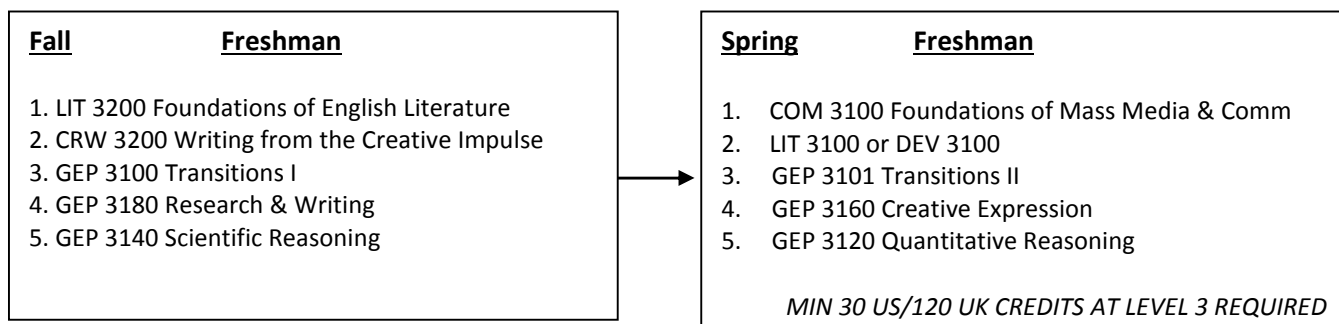 Fall Freshman
1. LIT 3200 Foundations of English Literature
2. CRW 3200 Writing from the Creative Impulse
3. GEP 3100 Transitions I
4. GEP 3180 Research & Writing
5. GEP 3140 Scientific Reasoning
Spring Freshman
1. COM 3100 Foundations of Mass Media & Comm
2. LIT 3100 or DEV 3100
3. GEP 3101 Transitions II
4. GEP 3160 Creative Expression
5. GEP 3120 Quantitative Reasoning
MIN 30 US/120 UK CREDITS AT LEVEL 3 REQUIRED